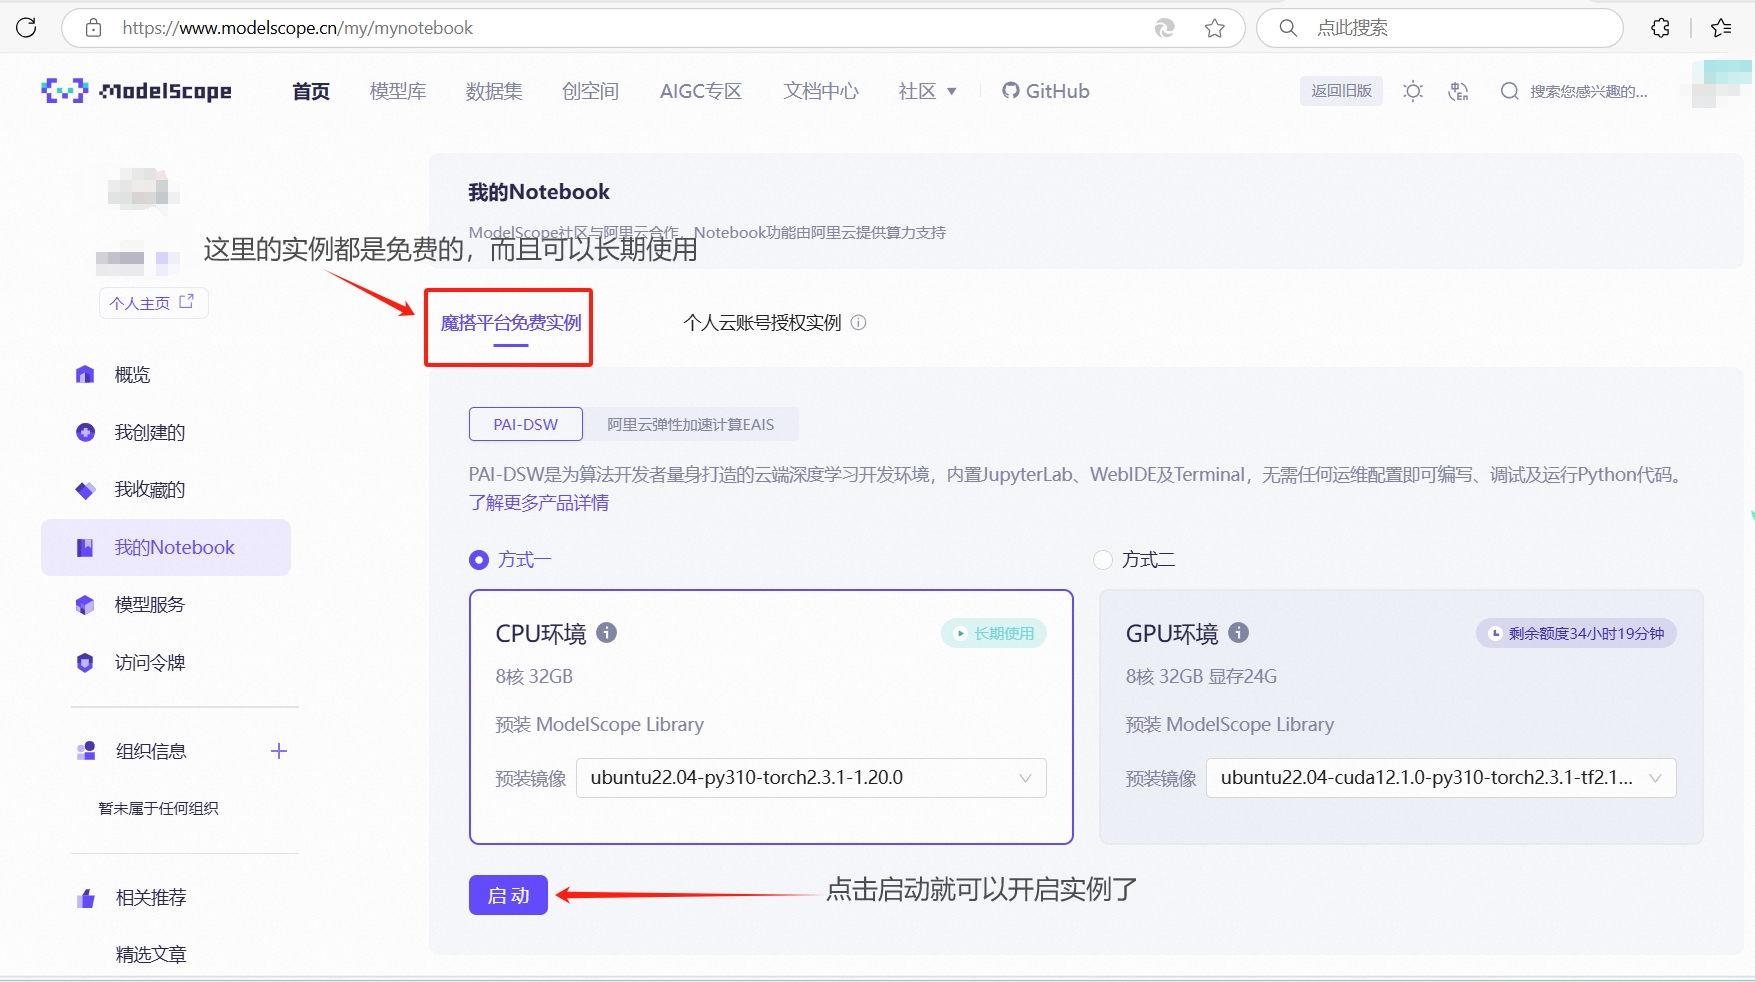 https://www.modelscope.cn/my/mynotebook
点此搜索
ModelScope
首页
模型库
数据集
创空间
AIGC专区
文档中心
社区
GitHub
返回旧版
中En
搜索您感兴趣的...
我的Notebook
ModelScope社区与阿里云合作，Notebook功能由阿里云提供算力支持
这里的实例都是免费的，而且可以长期使用
个人主页
魔搭平台免费实例
个人云账号授权实例
概览
我创建的
我收藏的
我的Notebook
模型服务
访问令牌
组织信息
暂未属于任何组织
相关推荐
精选文章
PAI-DSW
阿里云弹性加速计算EAIS
PAI-DSW是为算法开发者量身打造的云端深度学习开发环境，内置JupyterLab、WebIDE及Terminal，无需任何运维配置即可编写、调试及运行Python代码。
了解更多产品详情
方式一
CPU环境
长期使用
8核 32GB
预装 ModelScope Library
预装镜像
ubuntu22.04-py310-torch2.3.1-1.20.0
方式二
GPU环境
剩余额度34小时19分钟
8核 32GB 显存24G
预装 ModelScope Library
预装镜像
ubuntu22.04-cuda12.1.0-py310-torch2.3.1-tf2.1...
启动
点击启动就可以开启实例了